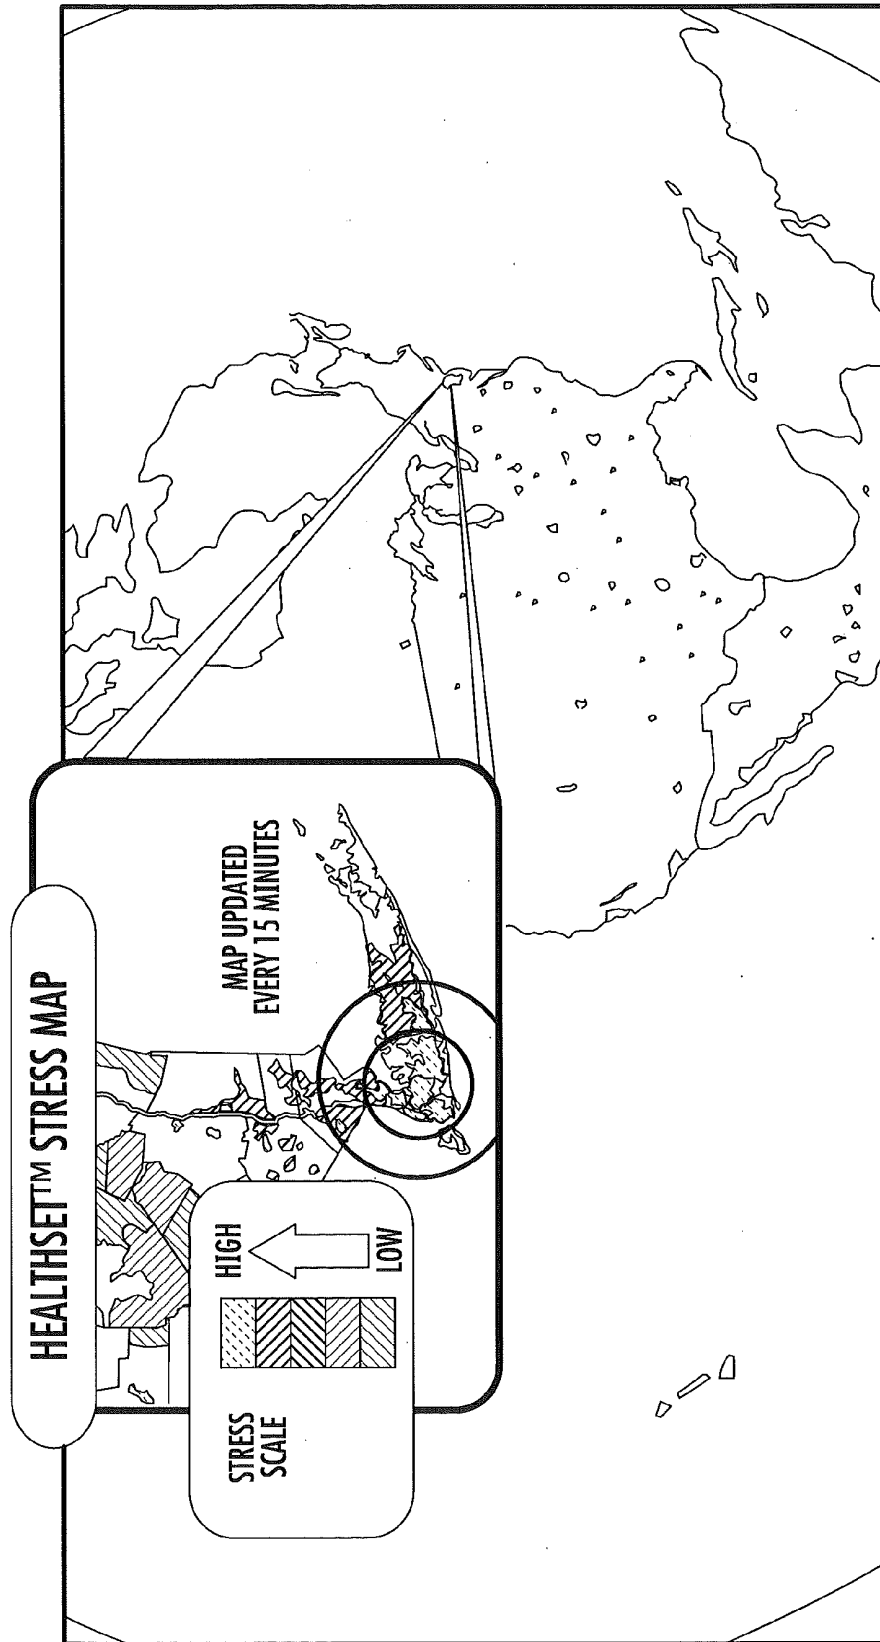 HEALTHSET™ STRESS MAP
MAP UPDATED
EVERY 15 MINUTES
STRESS
SCALE
HIGH
LOW